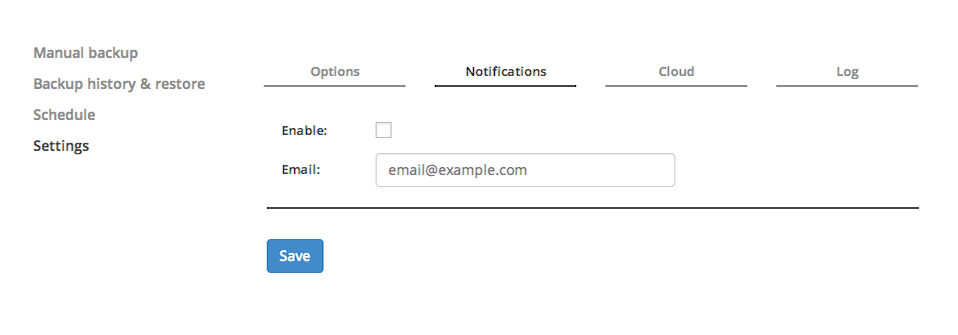 Manual backup
Backup history & restore
Schedule
Settings
Options Notifications Cloud Log
Enable:
Email: email@example.com
Save